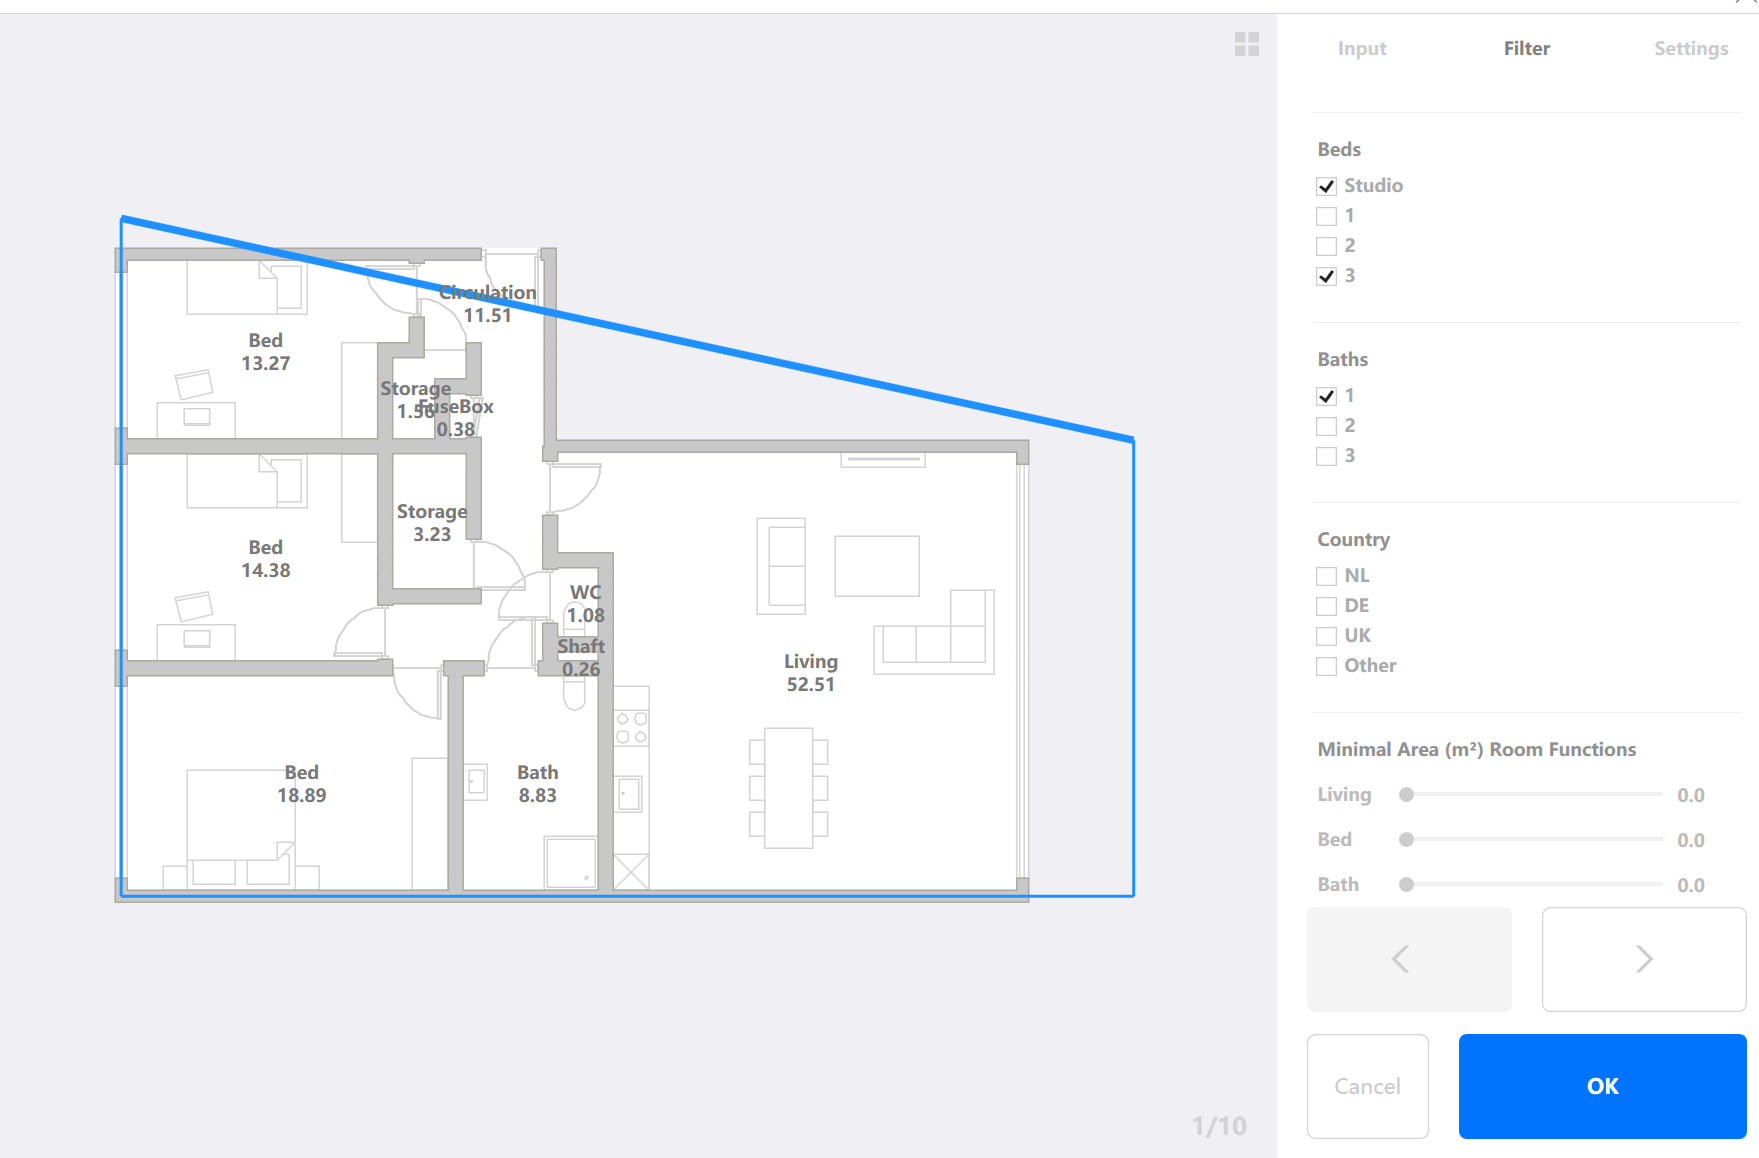 Input
Filter
Settings
Beds
Studio
1
2
3
Baths
1
2
3
Country
NL
DE
UK
Other
Minimal Area (m²) Room Functions
Living
0.0
Bed
0.0
Bath
0.0
Cancel
OK
Circulation
11.51
Bed
13.27
Storage
1.56
FuseBox
0.38
Storage
3.23
Bed
14.38
WC
1.08
Shaft
0.26
Living
52.51
Bed
18.89
Bath
8.83
1/10